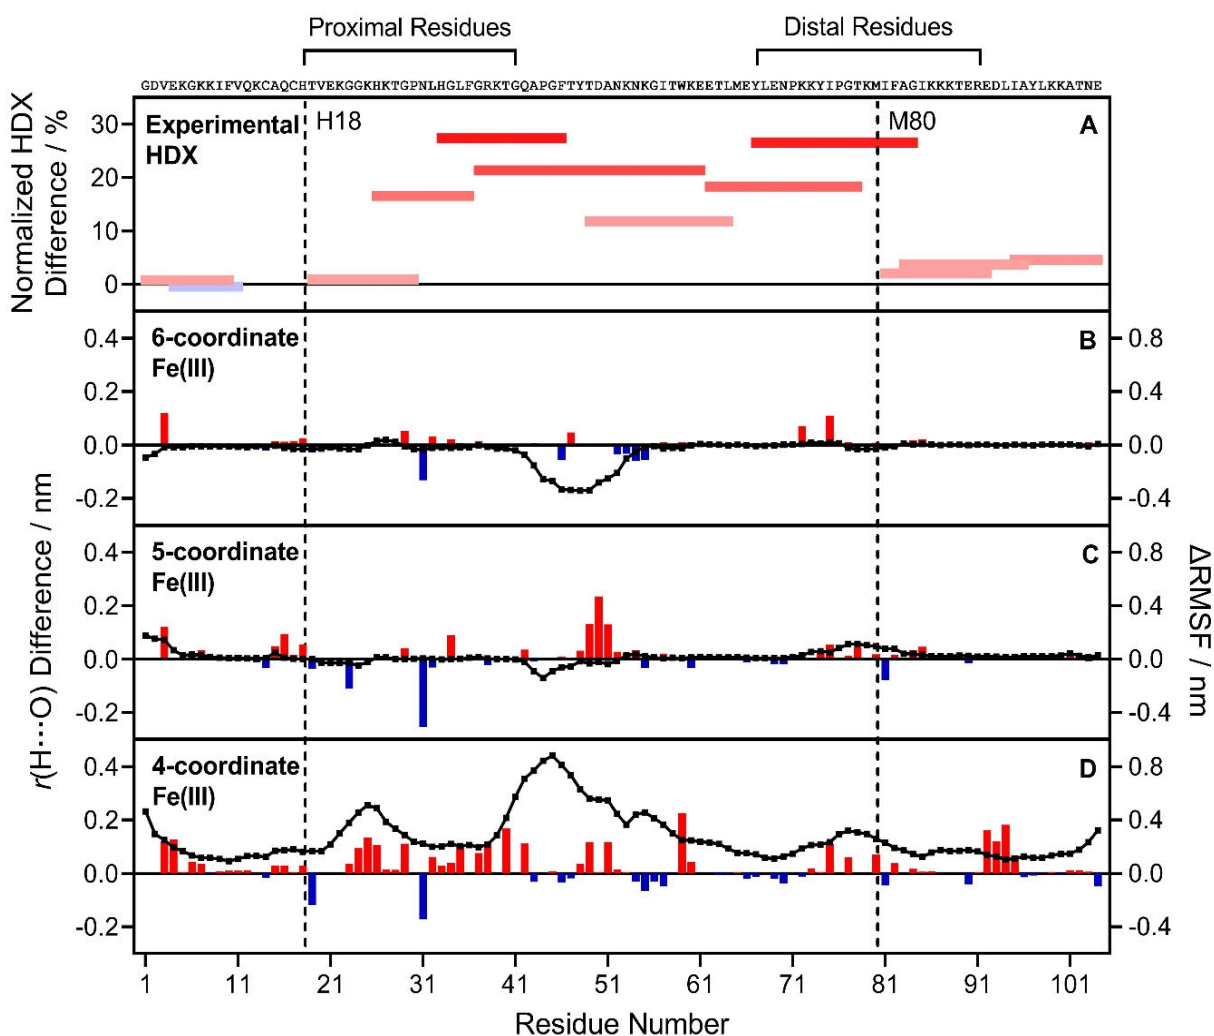 Proximal Residues Distal Residues
GDVEKGKKIFVQKCAQCHTVEKGGKHKTGPNLHGLFGRKTGQAPGFTYTDANKNKGITWKEETLMEYLENPKKYIPGTKMIFAGIKKKTEREDLIAYLKKATNE
Experimental H18 M80 A
HDX
Normalized HDX
Difference / %
30
20
10
0
6-coordinate B
Fe(III)
0.4 0.8
0.2 0.4
0.0 0.0
-0.2 -0.4
5-coordinate C
Fe(III)
0.4 0.8
0.2 0.4
0.0 0.0
-0.2 -0.4
r(H···O) Difference / nm
ΔRMSF / nm
4-coordinate D
Fe(III)
0.4 0.8
0.2 0.4
0.0 0.0
-0.2 -0.4
1 11 21 31 41 51 61 71 81 91 101
Residue Number